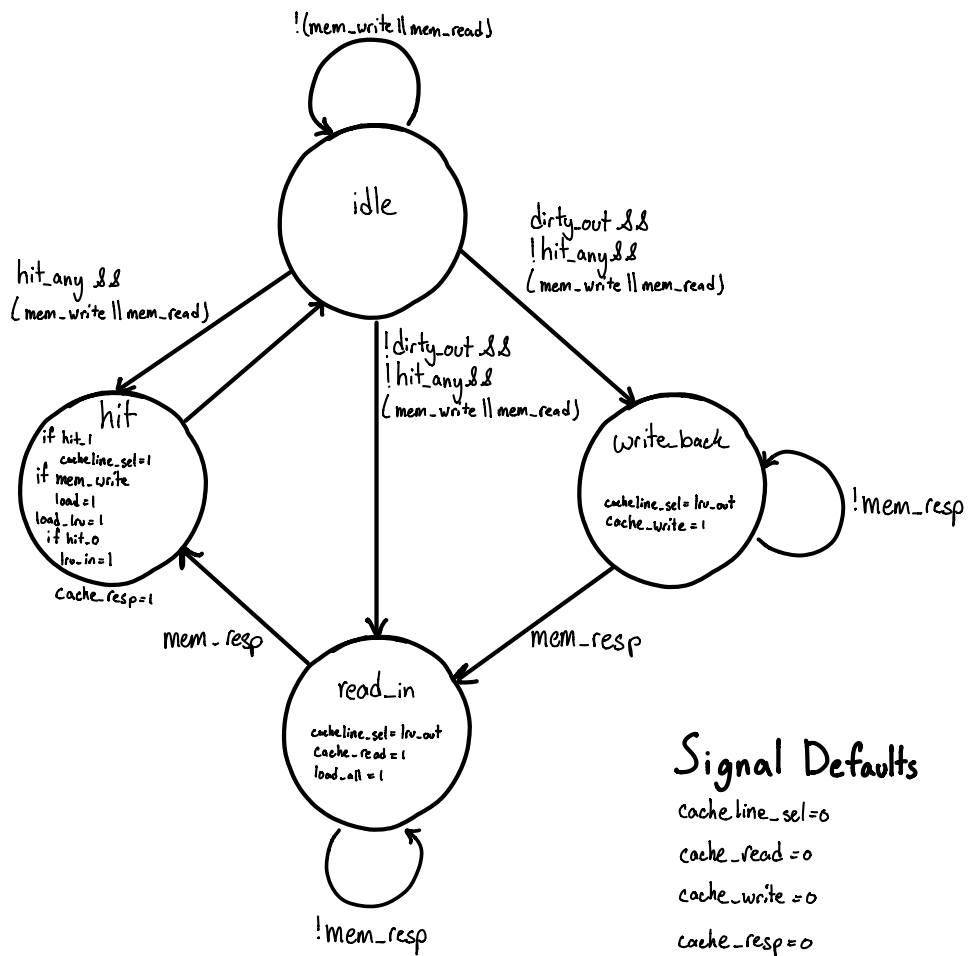 !(mem_write || mem_read)
idle
dirty_out &&
!hit_any &&
(mem_write || mem_read)
hit_any &&
(mem_write || mem_read)
!dirty_out &&
!hit_any &&
(mem_write || mem_read)
hit
if hit_1
cacheline_sel=1
if mem_write
load=1
load_lru=1
if hit_0
lru_in=1
cache_resp=1
write_back
cacheline_sel=lru_out
cache_write=1
!mem_resp
mem_resp
mem_resp
read_in
cacheline_sel=lru_out
cache_read=1
load_all=1
!mem_resp
Signal Defaults
cacheline_sel=0
cache_read=0
cache_write=0
cache_resp=0